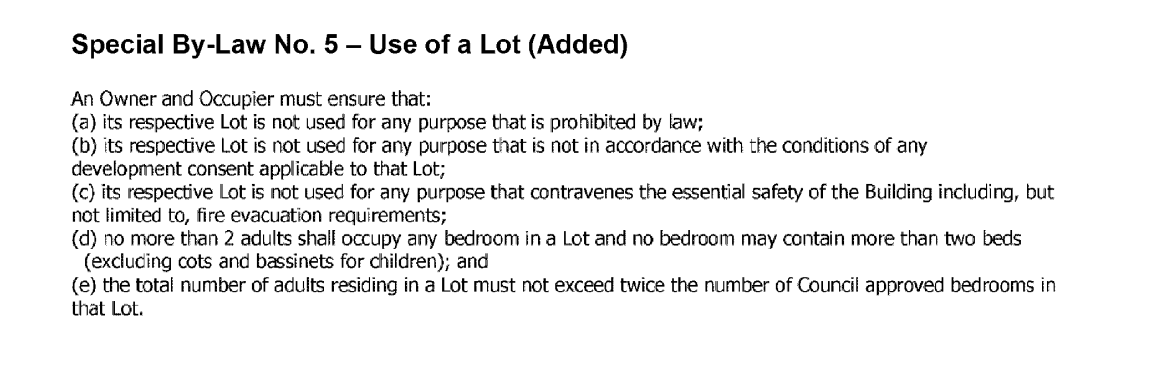 Special By-Law No. 5 – Use of a Lot (Added)
An Owner and Occupier must ensure that:
(a) its respective Lot is not used for any purpose that is prohibited by law;
(b) its respective Lot is not used for any purpose that is not in accordance with the conditions of any
development consent applicable to that Lot;
(c) its respective Lot is not used for any purpose that contravenes the essential safety of the Building including, but
not limited to, fire evacuation requirements;
(d) no more than 2 adults shall occupy any bedroom in a Lot and no bedroom may contain more than two beds
(excluding cots and bassinets for children); and
(e) the total number of adults residing in a Lot must not exceed twice the number of Council approved bedrooms in
that Lot.